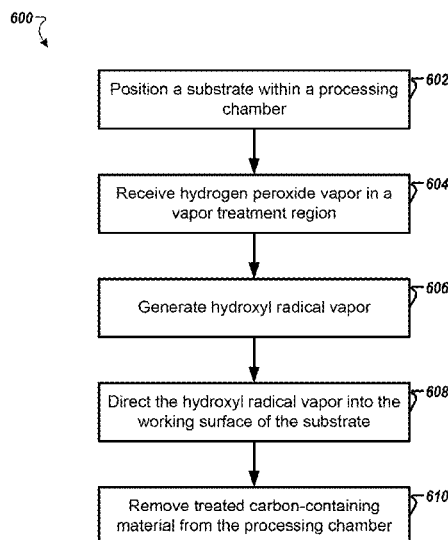 600
602
Position a substrate within a processing
chamber
604
Receive hydrogen peroxide vapor in a
vapor treatment region
606
Generate hydroxyl radical vapor
608
Direct the hydroxyl radical vapor into the
working surface of the substrate
610
Remove treated carbon-containing
material from the processing chamber